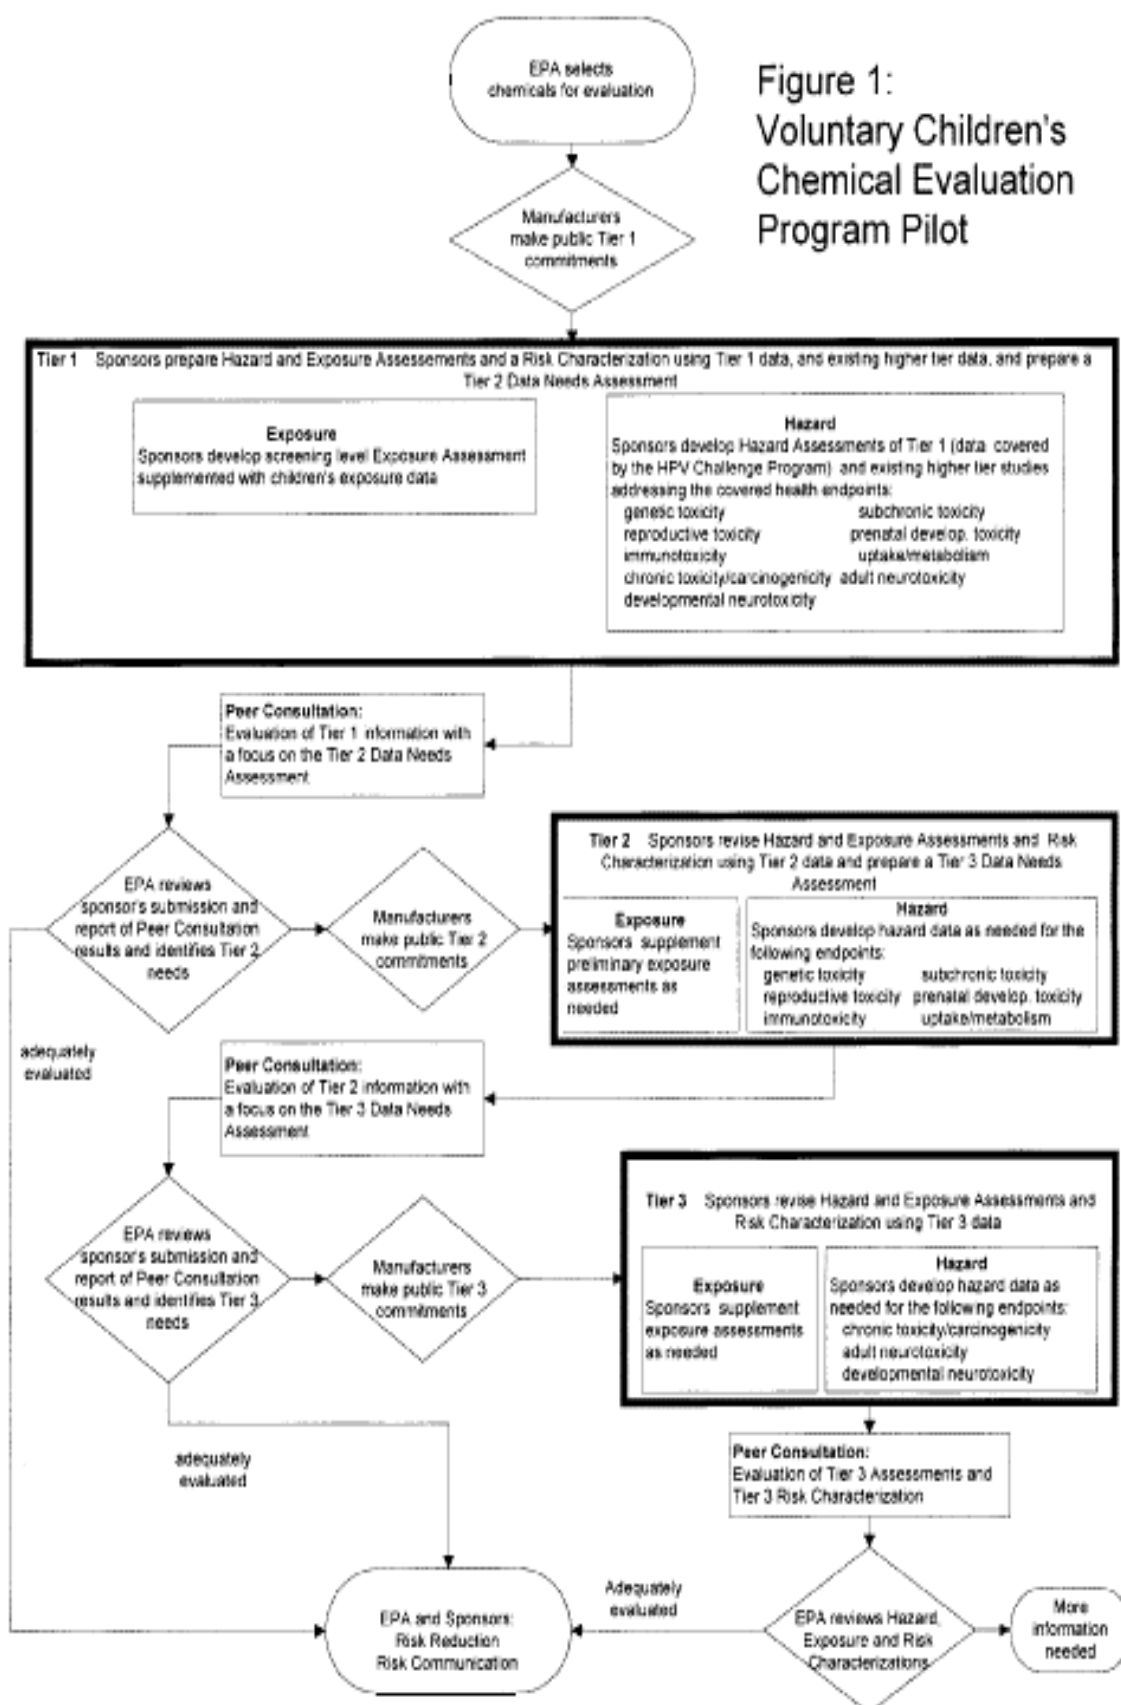 EPA selects
chemicals for evaluation
Figure 1:
Voluntary Children's
Chemical Evaluation
Program Pilot
Manufacturers
make public Tier 1
commitments
Tier 1 Sponsors prepare Hazard and Exposure Assessements and a Risk Characterization using Tier 1 data, and existing higher tier data, and prepare a
Tier 2 Data Needs Assessment
Exposure
Sponsors develop screening level Exposure Assessment
supplemented with children's exposure data
Hazard
Sponsors develop Hazard Assessments of Tier 1 (data covered
by the HPV Challenge Program) and existing higher tier studies
addressing the covered health endpoints:
genetic toxicity subchronic toxicity
reproductive toxicity prenatal develop. toxicity
immunotoxicity uptake/metabolism
chronic toxicity/carcinogenicity adult neurotoxicity
developmental neurotoxicity
Peer Consultation:
Evaluation of Tier 1 information with
a focus on the Tier 2 Data Needs
Assessment
EPA reviews
sponsor's submission and
report of Peer Consultation
results and identifies Tier 2
needs
Manufacturers
make public Tier 2
commitments
Tier 2 Sponsors revise Hazard and Exposure Assessments and Risk
Characterization using Tier 2 data and prepare a Tier 3 Data Needs
Assessment
Exposure
Sponsors supplement
preliminary exposure
assessments as
needed
Hazard
Sponsors develop hazard data as needed for the
following endpoints:
genetic toxicity subchronic toxicity
reproductive toxicity prenatal develop. toxicity
immunotoxicity uptake/metabolism
adequately
evaluated
Peer Consultation:
Evaluation of Tier 2 information with
a focus on the Tier 3 Data Needs
Assessment
EPA reviews
sponsor's submission and
report of Peer Consultation
results and identifies Tier 3
needs
Manufacturers
make public Tier 3
commitments
Tier 3 Sponsors revise Hazard and Exposure Assessments and
Risk Characterization using Tier 3 data
Exposure
Sponsors supplement
exposure assessments
as needed
Hazard
Sponsors develop hazard data as
needed for the following endpoints:
chronic toxicity/carcinogenicity
adult neurotoxicity
developmental neurotoxicity
adequately
evaluated
Peer Consultation:
Evaluation of Tier 3 Assessments and
Tier 3 Risk Characterization
EPA and Sponsors:
Risk Reduction
Risk Communication
Adequately
evaluated
EPA reviews Hazard,
Exposure and Risk
Characterizations
More
information
needed